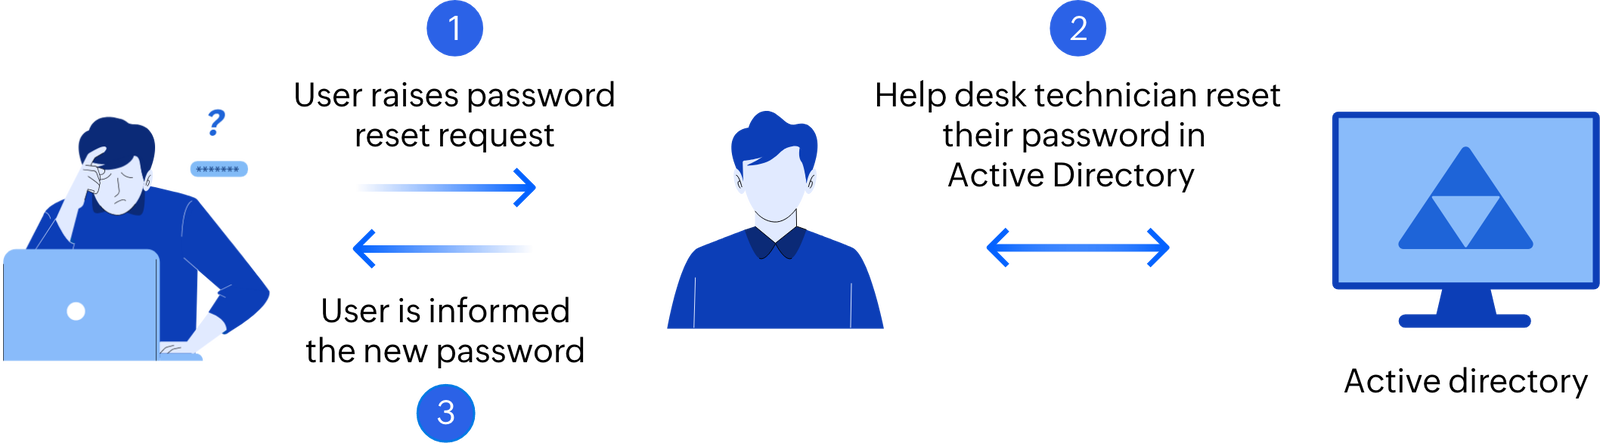 1
User raises password
reset request
2
Help desk technician reset
their password in
Active Directory
?
*******
User is informed
the new password
3
Active directory